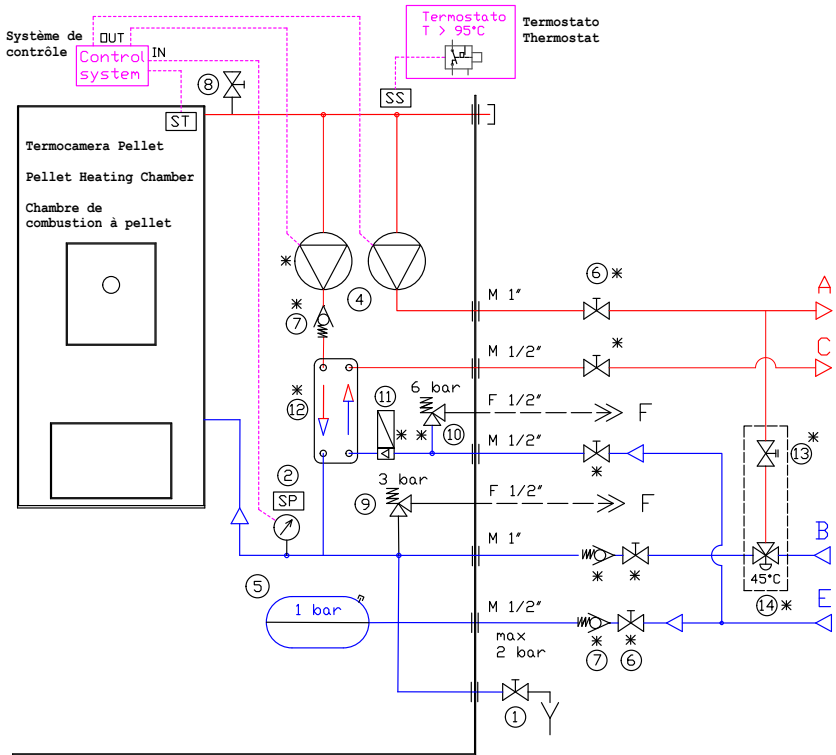 Système de
contrôle
OUT
IN
Control
system
Termostato
T > 95°C
Termostato
Thermostat
8
SS
ST
Termocamera Pellet
Pellet Heating Chamber
Chambre de
combustion à pellet
*
4
*
7
M 1"
6 *
A
M 1/2"
*
C
*
12
11
6 bar
F 1/2"
F
* *
10
M 1/2"
*
13
*
2
SP
3 bar
9
F 1/2"
F
M 1"
* *
B
45°C
14 *
5
1 bar
M 1/2"
max
2 bar
* *
7
6
E
1